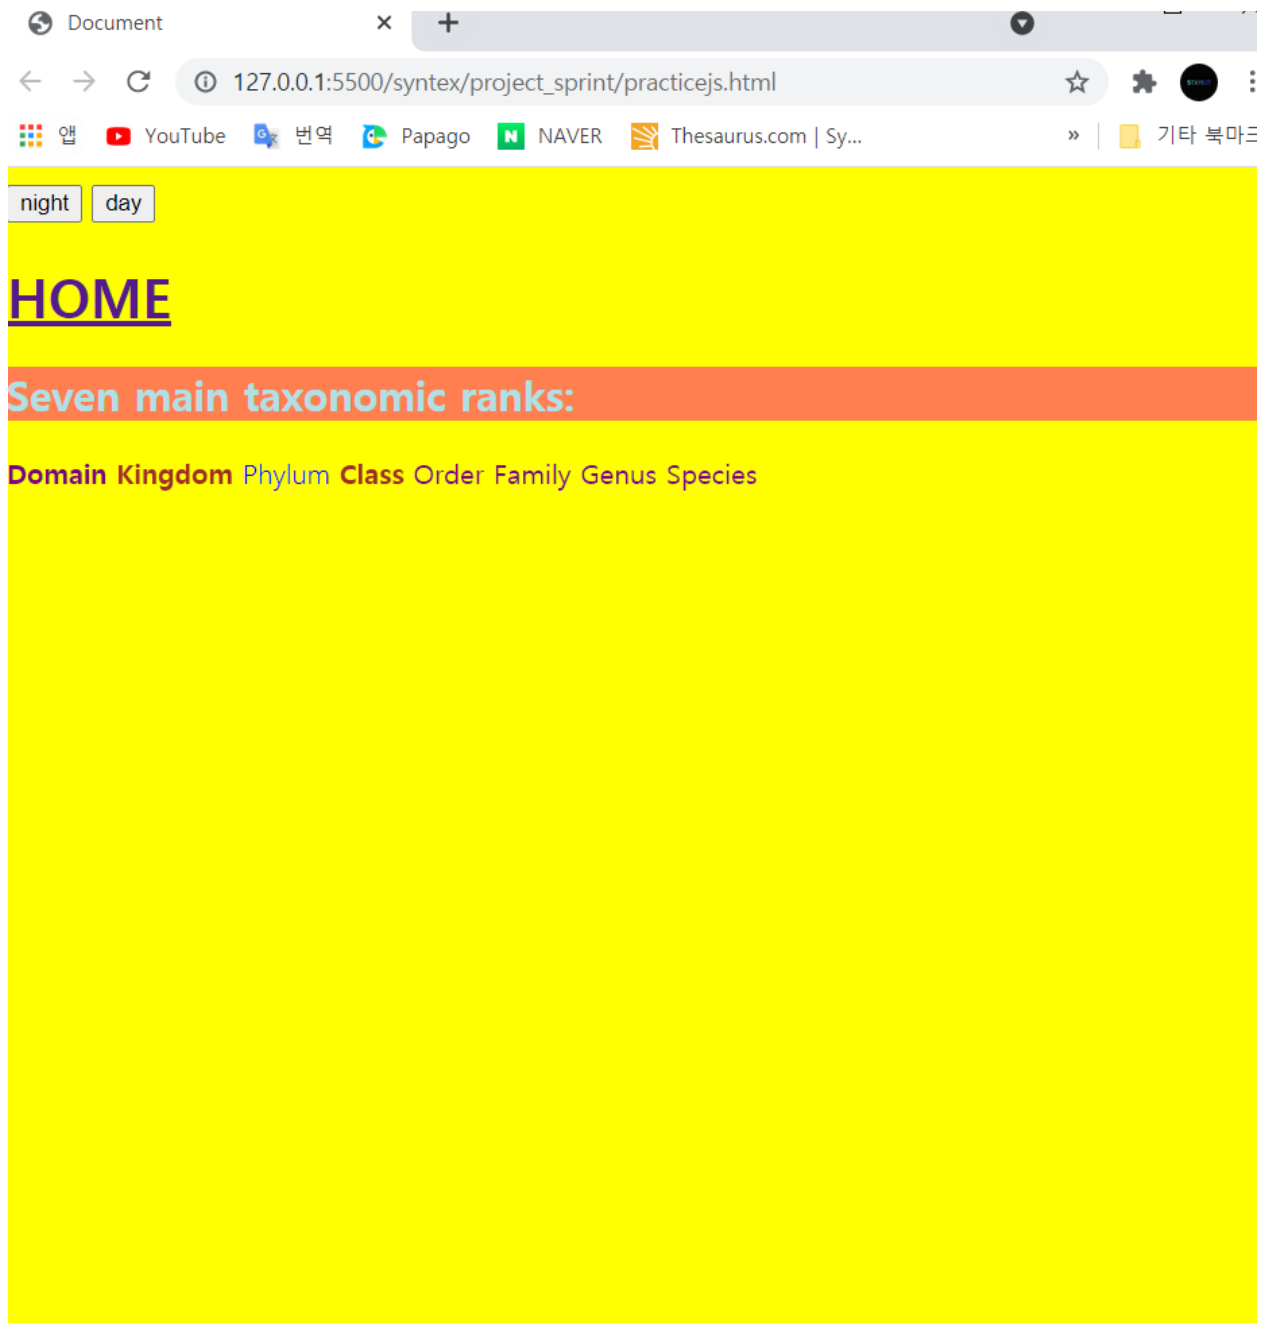 Document
127.0.0.1:5500/syntex/project_sprint/practicejs.html
앱 YouTube 번역 Papago NAVER Thesaurus.com | Sy... » 기타 북마크
night day
HOME
Seven main taxonomic ranks:
Domain Kingdom Phylum Class Order Family Genus Species